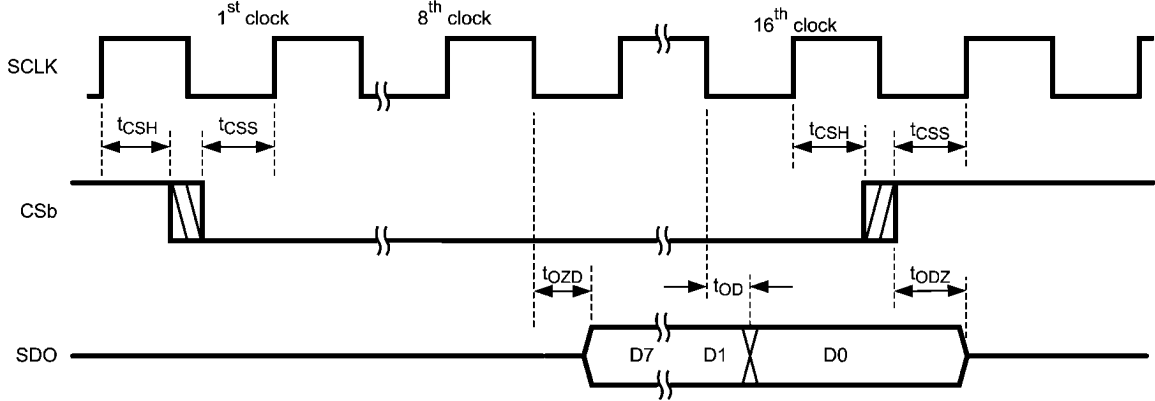 1st clock 8th clock 16th clock
SCLK
tCSH tCSS tCSH tCSS
CSb
tOZD tOD tODZ
SDO D7 D1 D0